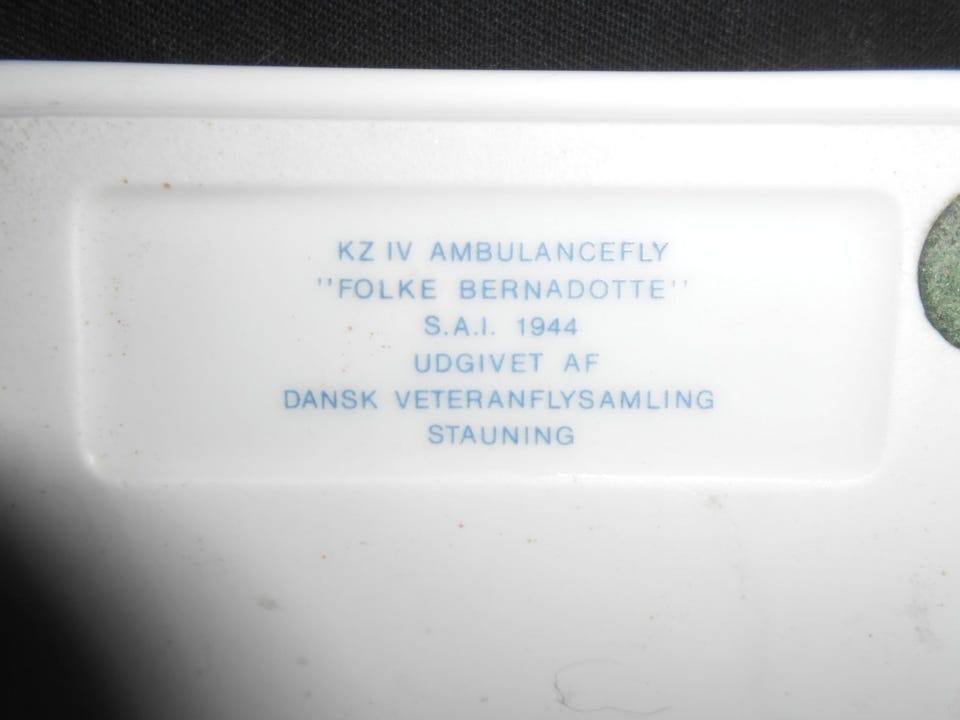 KZ IV AMBULANCEFLY
''FOLKE BERNADOTTE''
S.A.I. 1944
UDGIVET AF
DANSK VETERANFLYSAMLING
STAUNING